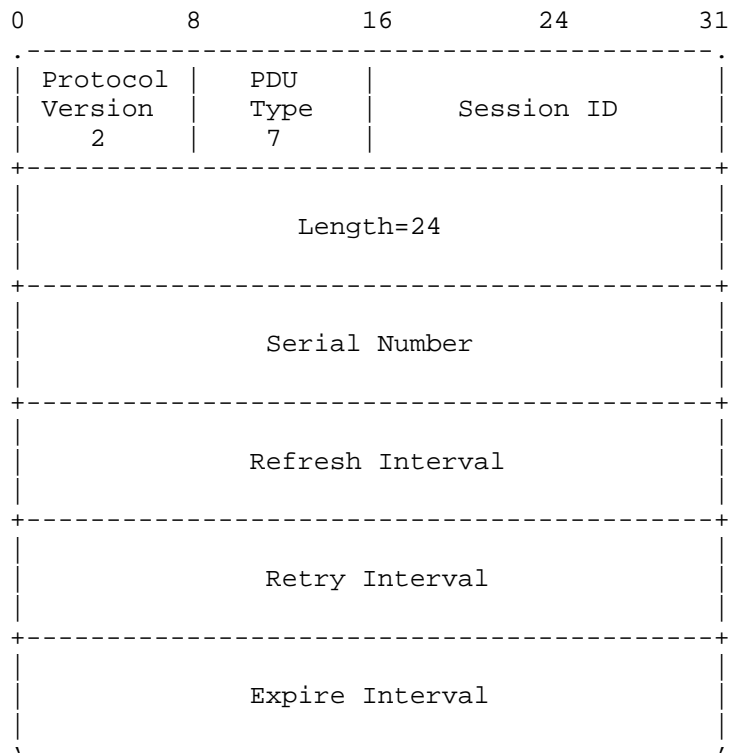 0 8 16 24 31
Protocol PDU
Version Type Session ID
2 7
Length=24
Serial Number
Refresh Interval
Retry Interval
Expire Interval